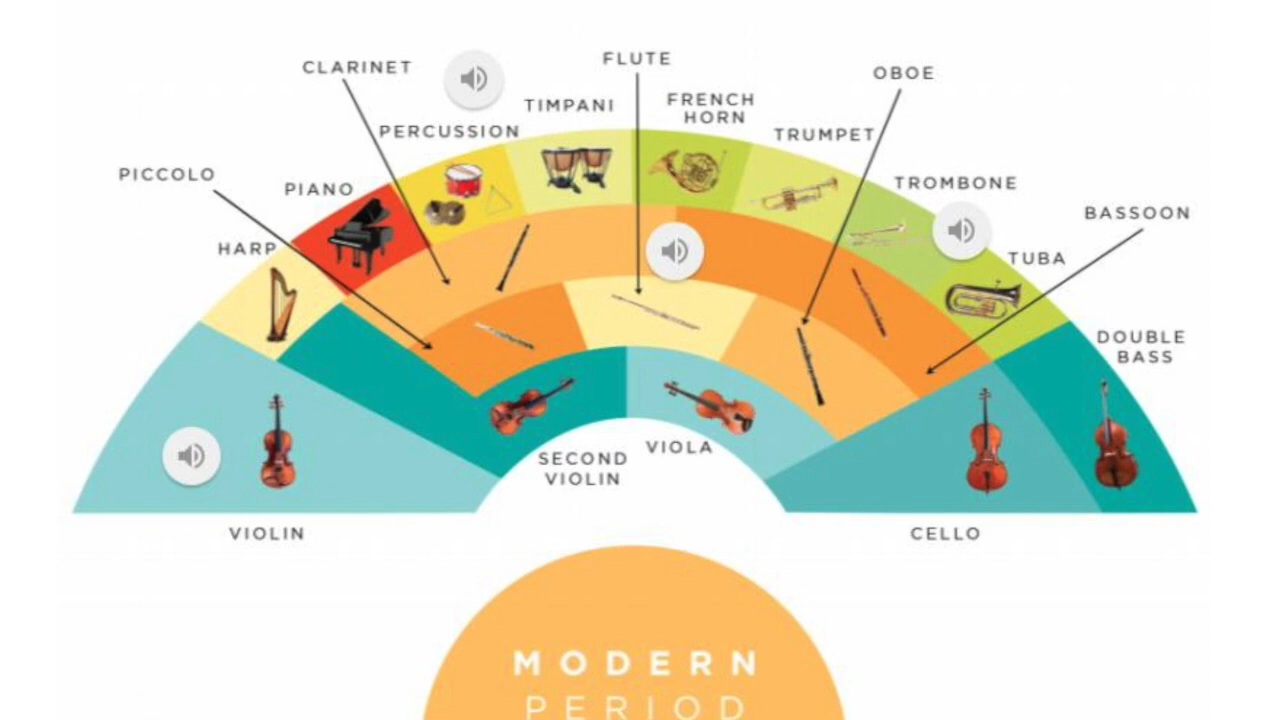 CLARINET
FLUTE
OBOE
TIMPANI
FRENCH
HORN
PERCUSSION
TRUMPET
PICCOLO
PIANO
TROMBONE
BASSOON
HARP
TUBA
DOUBLE
BASS
SECOND
VIOLIN
VIOLA
VIOLIN
CELLO
MODERN
PERIOD